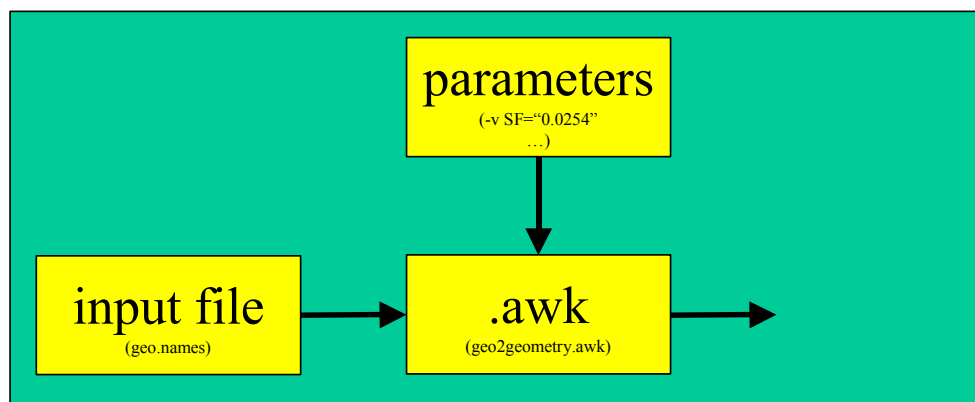 parameters
(-v SF=“0.0254”
…)
input file
(geo.names)
.awk
(geo2geometry.awk)